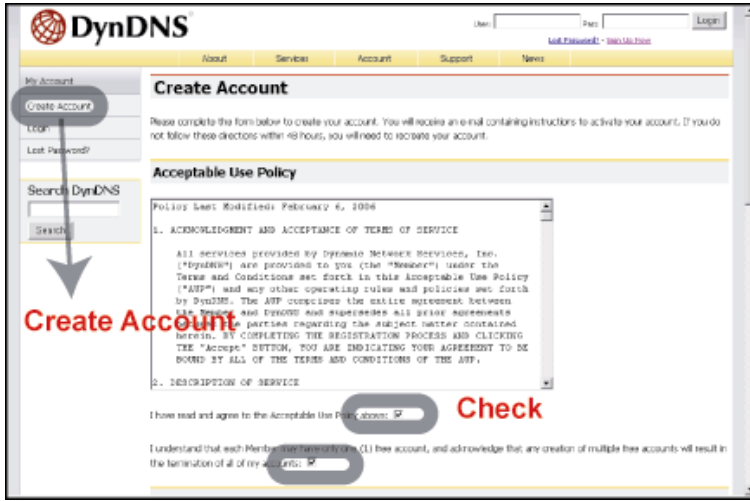 DynDNS
User:
Pass:
Login
Lost Password? - Sign Up Now
About Services Account Support News
My Account
Create Account
Login
Lost Password?
Search DynDNS
Search
Create Account
Create Account
Please complete the form below to create your account. You will receive an e-mail containing instructions to activate your account. If you do
not follow these directions within 48 hours, you will need to recreate your account.
Acceptable Use Policy
Policy Last Modified: February 6, 2006
1. ACKNOWLEDGMENT AND ACCEPTANCE OF TERMS OF SERVICE
All services provided by Dynamic Network Services, Inc.
("DynDNS") are provided to you (the "Member") under the
Terms and Conditions set forth in this Acceptable Use Policy
("AUP") and any other operating rules and policies set forth
by DynDNS. The AUP comprises the entire agreement between
the Member and DynDNS and supersedes all prior agreements
between the parties regarding the subject matter contained
herein. BY COMPLETING THE REGISTRATION PROCESS AND CLICKING
THE "Accept" BUTTON, YOU ARE INDICATING YOUR AGREEMENT TO BE
BOUND BY ALL OF THE TERMS AND CONDITIONS OF THE AUP.
2. DESCRIPTION OF SERVICE
I have read and agree to the Acceptable Use Policy above:
Check
I understand that each Member may have only one (1) free account, and acknowledge that any creation of multiple free accounts will result in
the termination of all of my accounts: